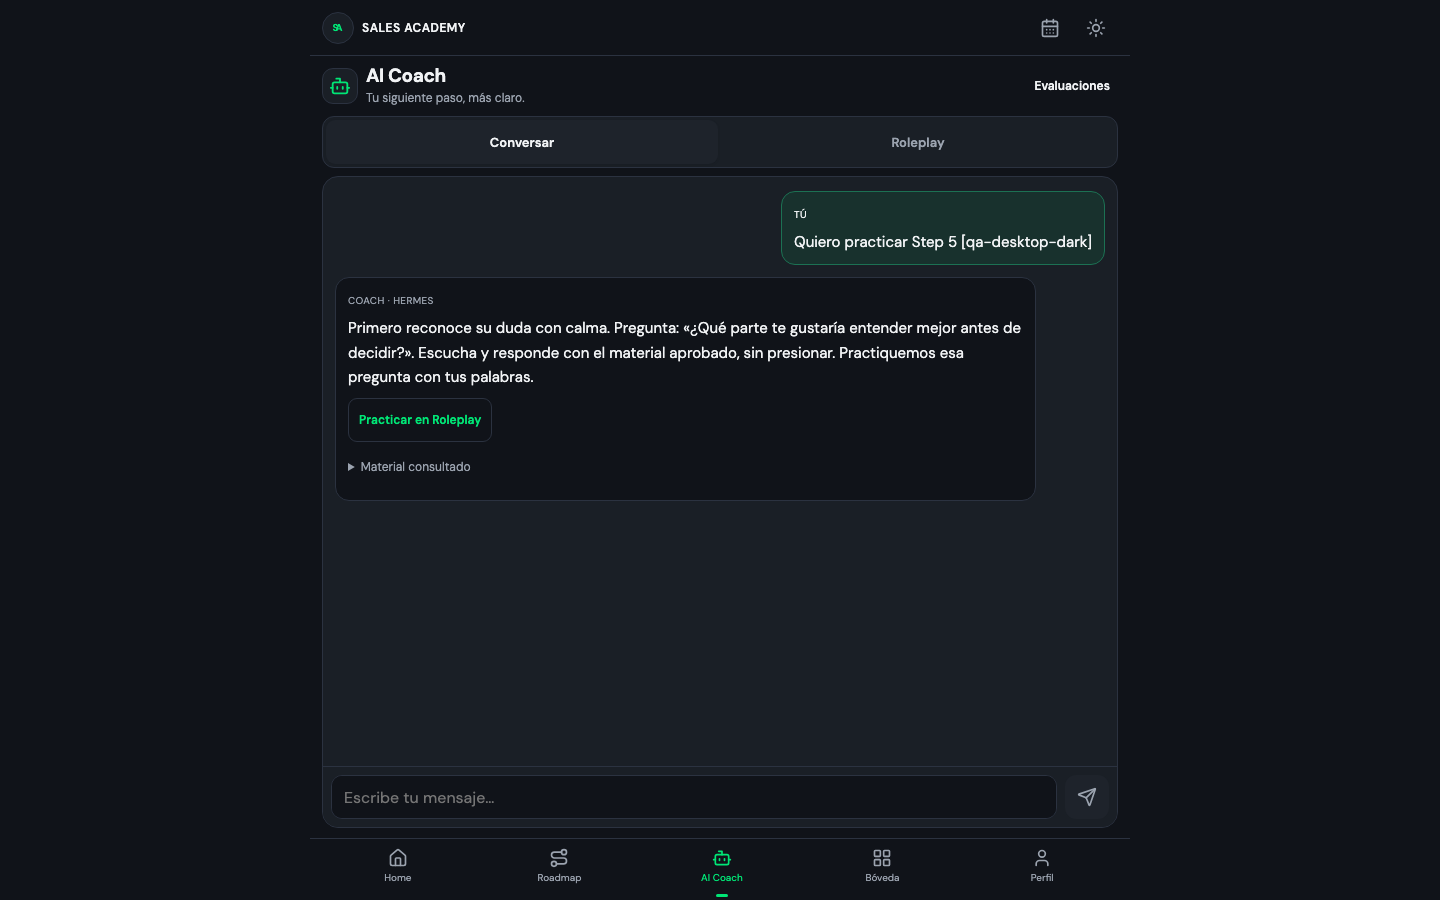 SA SALES ACADEMY
AI Coach
Tu siguiente paso, más claro.
Evaluaciones
Conversar
Roleplay
TÚ
Quiero practicar Step 5 [qa-desktop-dark]
COACH · HERMES
Primero reconoce su duda con calma. Pregunta: «¿Qué parte te gustaría entender mejor antes de
decidir?». Escucha y responde con el material aprobado, sin presionar. Practiquemos esa
pregunta con tus palabras.
Practicar en Roleplay
Material consultado
Escribe tu mensaje...
Home
Roadmap
AI Coach
Bóveda
Perfil